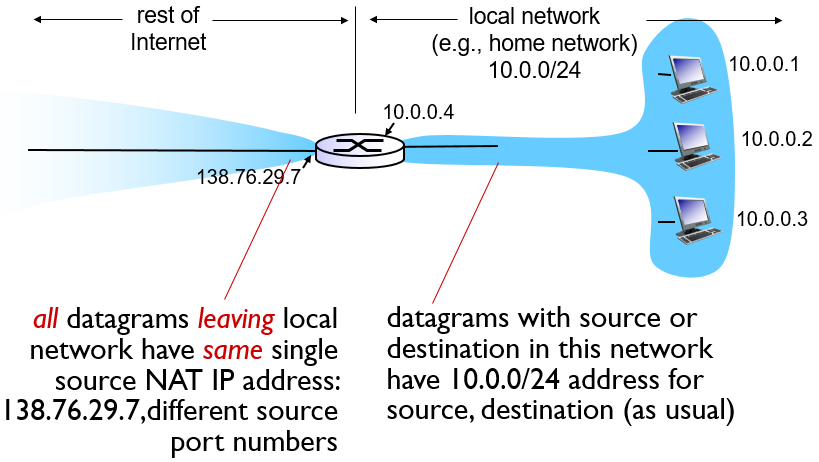 rest of
Internet
local network
(e.g., home network)
10.0.0/24
10.0.0.1
10.0.0.4
10.0.0.2
138.76.29.7
10.0.0.3
all datagrams leaving local
network have same single
source NAT IP address:
138.76.29.7,different source
port numbers
datagrams with source or
destination in this network
have 10.0.0/24 address for
source, destination (as usual)